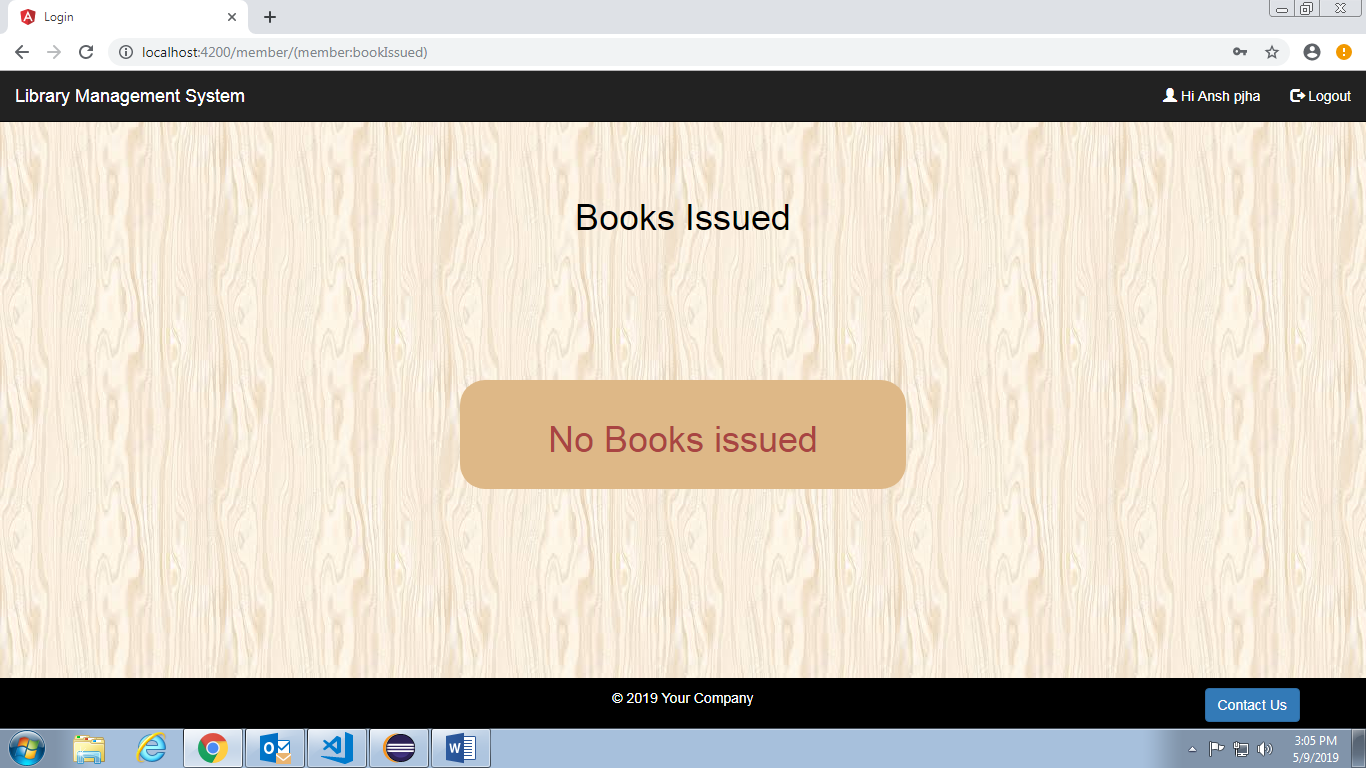 Login
localhost:4200/member/(member:bookIssued)
Library Management System
Hi Ansh pjha
Logout
Books Issued
No Books issued
© 2019 Your Company
Contact Us
3:05 PM
5/9/2019